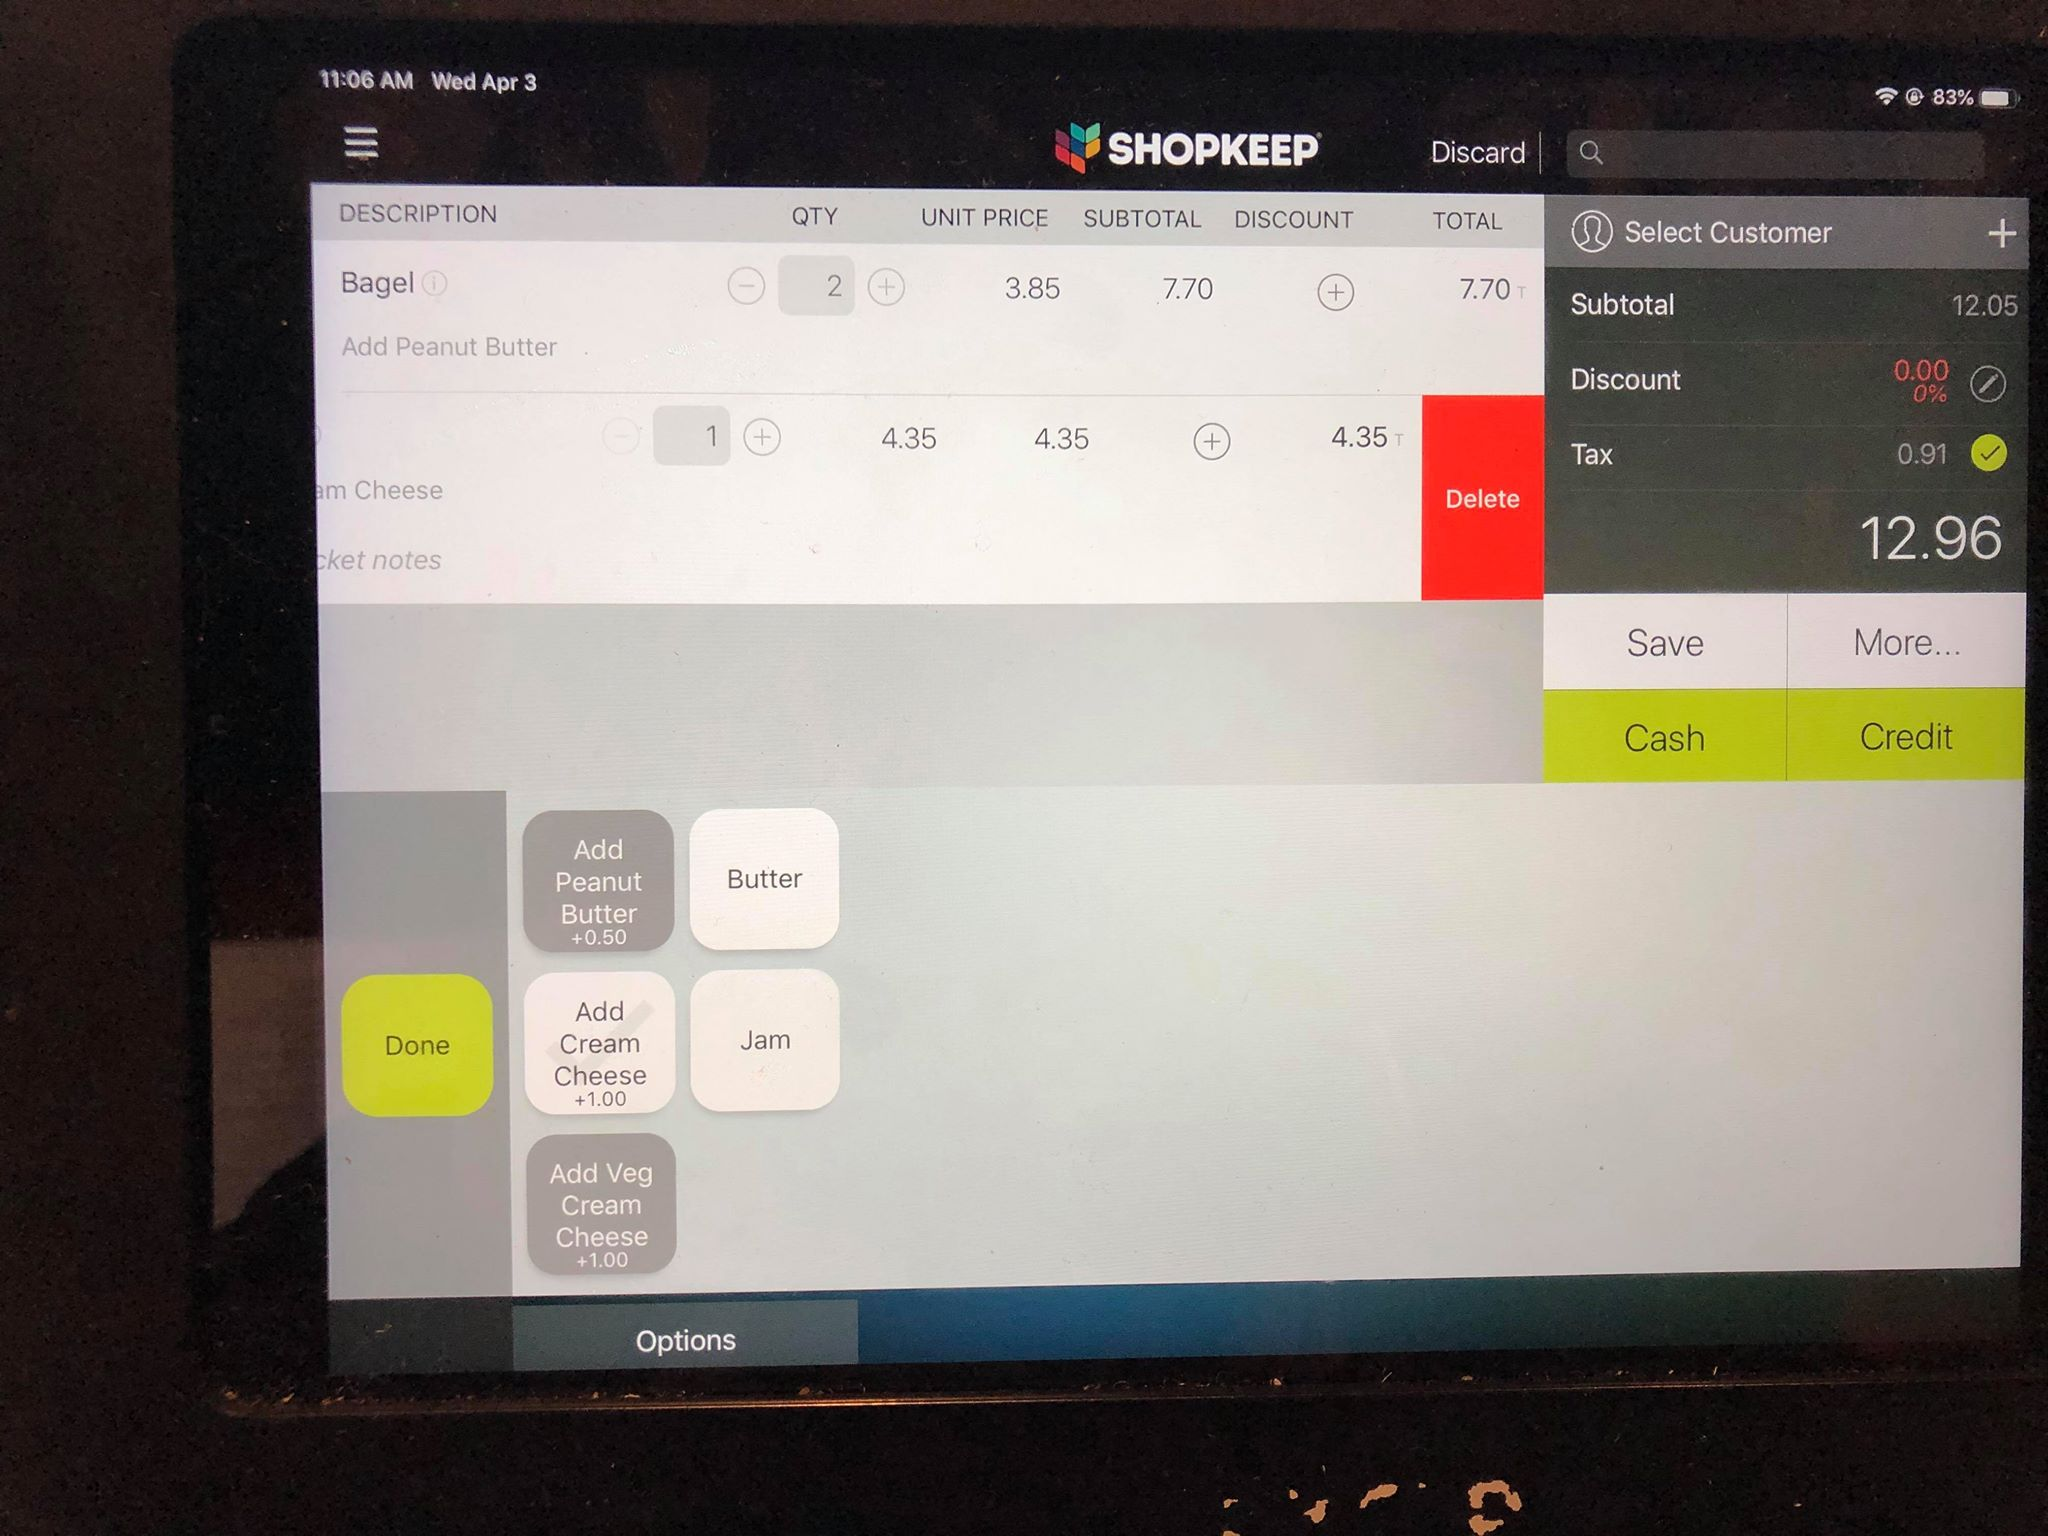 11:06 AM Wed Apr 3
83%
SHOPKEEP
Discard
DESCRIPTION QTY UNIT PRICE SUBTOTAL DISCOUNT TOTAL
Bagel 2 3.85 7.70 7.70 T
Add Peanut Butter
1 4.35 4.35 4.35 T
am Cheese
cket notes
Delete
Select Customer
Subtotal 12.05
Discount 0.00
0%
Tax 0.91
12.96
Save More...
Cash Credit
Done
Add
Peanut
Butter
+0.50
Butter
Add
Cream
Cheese
+1.00
Jam
Add Veg
Cream
Cheese
+1.00
Options